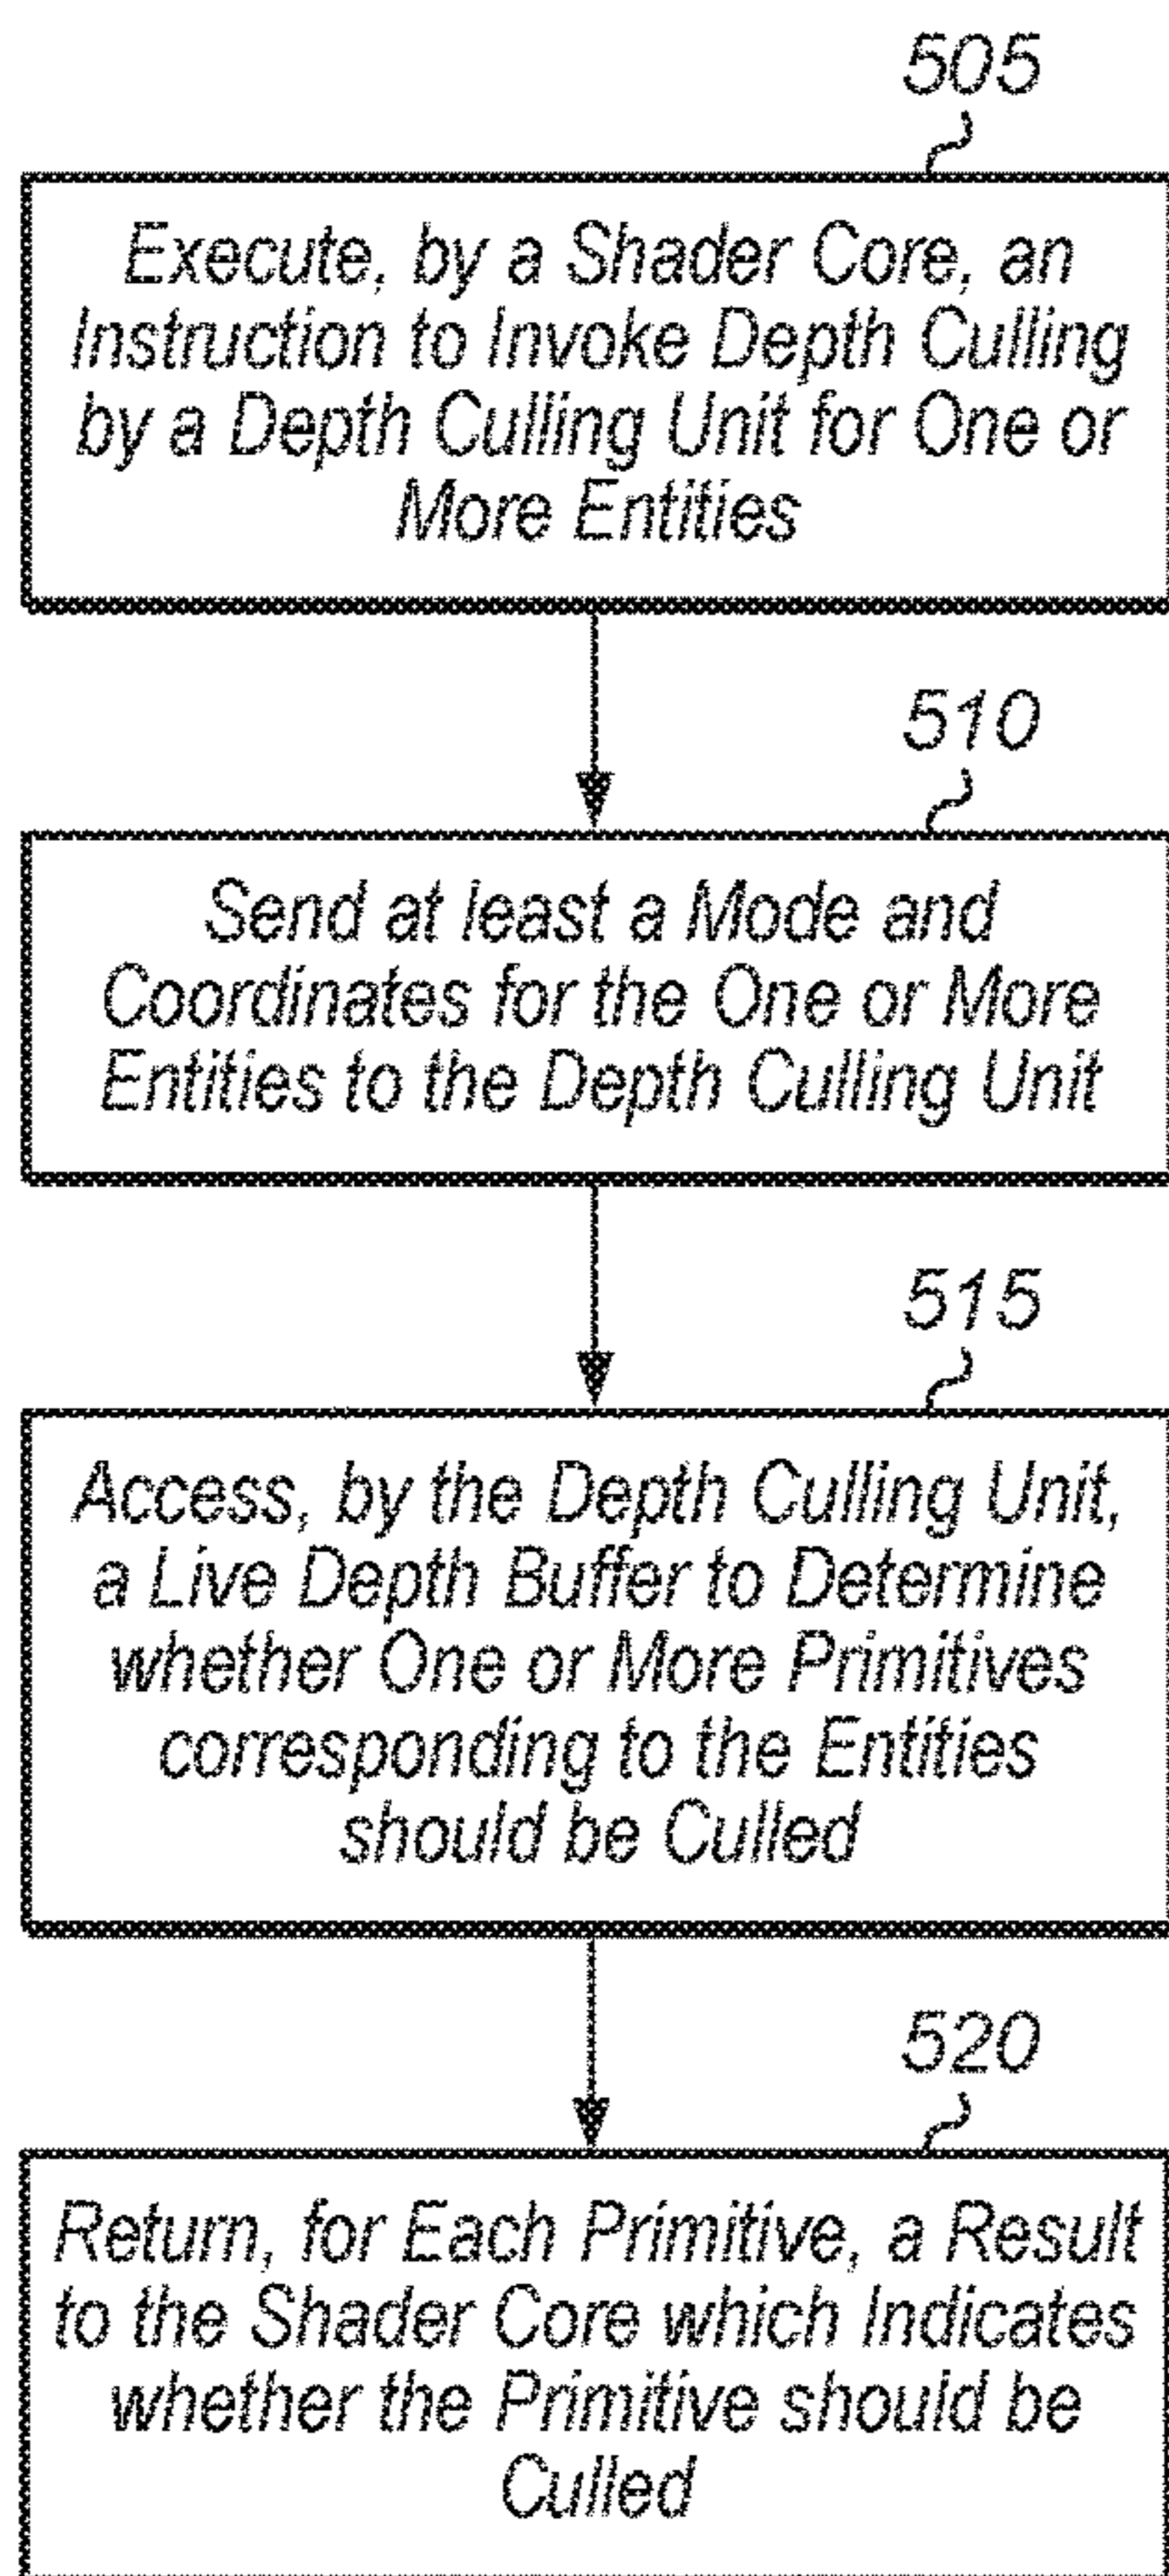 505
Execute, by a Shader Core, an
Instruction to Invoke Depth Culling
by a Depth Culling Unit for One or
More Entities
510
Send at least a Mode and
Coordinates for the One or More
Entities to the Depth Culling Unit
515
Access, by the Depth Culling Unit,
a Live Depth Buffer to Determine
whether One or More Primitives
corresponding to the Entities
should be Culled
520
Return, for Each Primitive, a Result
to the Shader Core which Indicates
whether the Primitive should be
Culled